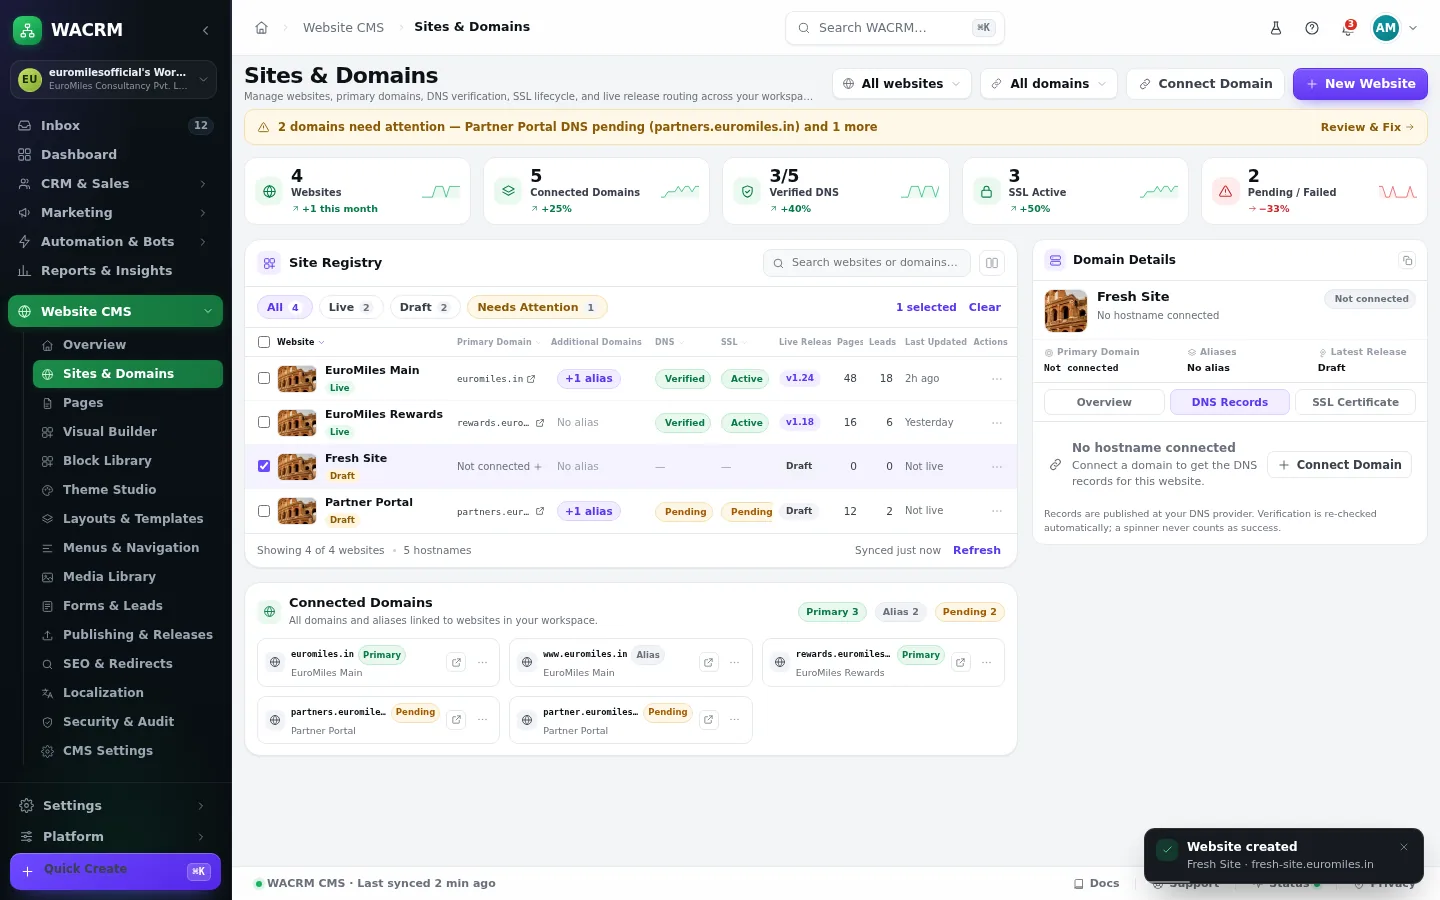 WACRM
EU
euromilesofficial's Wor...
EuroMiles Consultancy Pvt. L...
Inbox 12
Dashboard
CRM & Sales
Marketing
Automation & Bots
Reports & Insights
Website CMS
Overview
Sites & Domains
Pages
Visual Builder
Block Library
Theme Studio
Layouts & Templates
Menus & Navigation
Media Library
Forms & Leads
Publishing & Releases
SEO & Redirects
Localization
Security & Audit
CMS Settings
Settings
Platform
Quick Create ⌘K
Website CMS Sites & Domains
Search WACRM... ⌘K
3
AM
Sites & Domains
Manage websites, primary domains, DNS verification, SSL lifecycle, and live release routing across your workspa...
All websites All domains Connect Domain New Website
2 domains need attention — Partner Portal DNS pending (partners.euromiles.in) and 1 more Review & Fix →
4
Websites
↗ +1 this month
5
Connected Domains
↗ +25%
3/5
Verified DNS
↗ +40%
3
SSL Active
↗ +50%
2
Pending / Failed
→ −33%
Site Registry
Search websites or domains...
All 4 Live 2 Draft 2 Needs Attention 1 1 selected Clear
Website Primary Domain Additional Domains DNS SSL Live Releas Pages Leads Last Updated Actions
EuroMiles Main
Live
euromiles.in +1 alias Verified Active v1.24 48 18 2h ago ...
EuroMiles Rewards
Live
rewards.euro… No alias Verified Active v1.18 16 6 Yesterday ...
Fresh Site
Draft
Not connected + No alias — — Draft 0 0 Not live ...
Partner Portal
Draft
partners.eur… +1 alias Pending Pending Draft 12 2 Not live ...
Showing 4 of 4 websites • 5 hostnames Synced just now Refresh
Domain Details
Fresh Site Not connected
No hostname connected
Primary Domain Aliases Latest Release
Not connected No alias Draft
Overview DNS Records SSL Certificate
No hostname connected
Connect a domain to get the DNS
records for this website.
+ Connect Domain
Records are published at your DNS provider. Verification is re-checked
automatically; a spinner never counts as success.
Connected Domains
All domains and aliases linked to websites in your workspace.
Primary 3 Alias 2 Pending 2
euromiles.in Primary
EuroMiles Main
www.euromiles.in Alias
EuroMiles Main
rewards.euromiles… Primary
EuroMiles Rewards
partners.euromile… Pending
Partner Portal
partner.euromiles… Pending
Partner Portal
Website created
Fresh Site · fresh-site.euromiles.in
WACRM CMS · Last synced 2 min ago
Docs Support Status Privacy